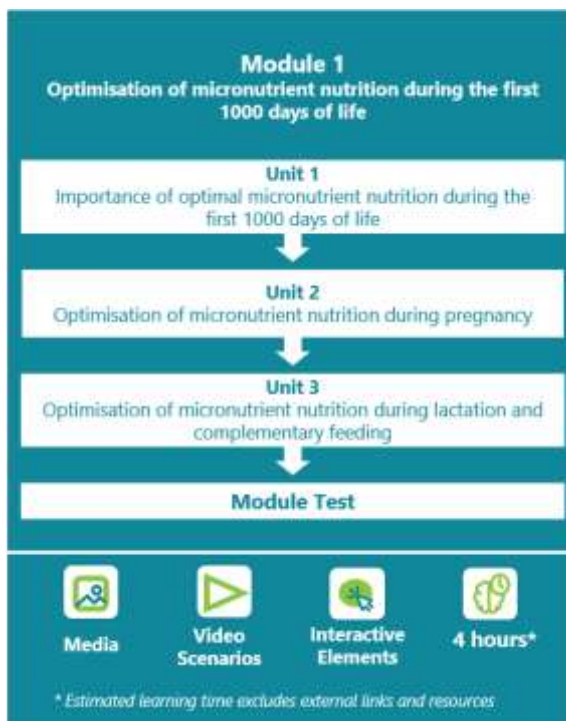 Module 1
Optimisation of micronutrient nutrition during the first
1000 days of life
Unit 1
Importance of optimal micronutrient nutrition during the
first 1000 days of life
Unit 2
Optimisation of micronutrient nutrition during pregnancy
Unit 3
Optimisation of micronutrient nutrition during lactation and
complementary feeding
Module Test
Media
Video
Scenarios
Interactive
Elements
4 hours*
* Estimated learning time excludes external links and resources